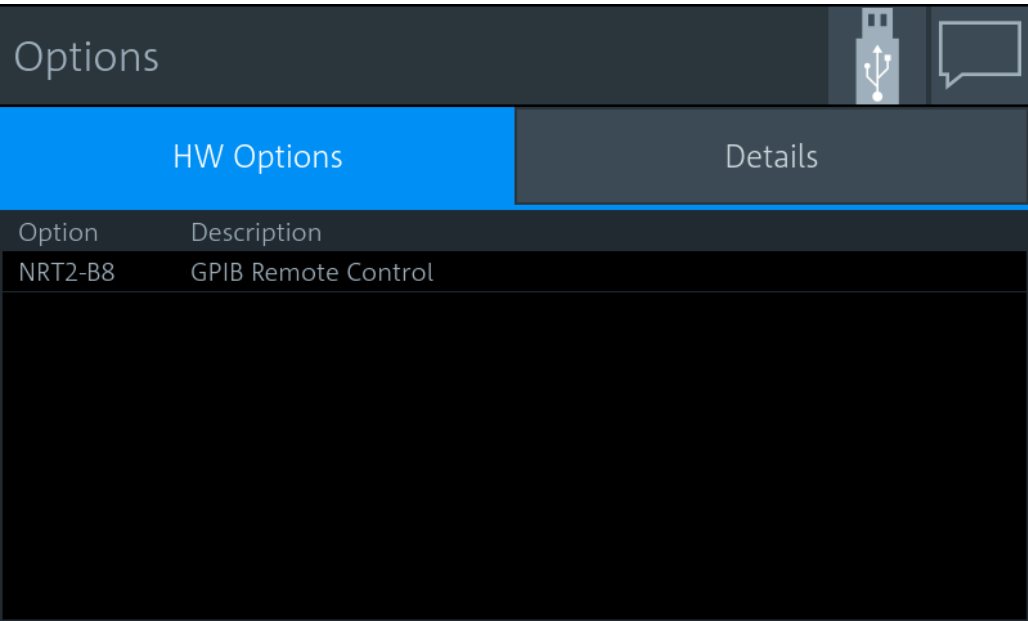 Options
HW Options Details
Option Description
NRT2-B8 GPIB Remote Control